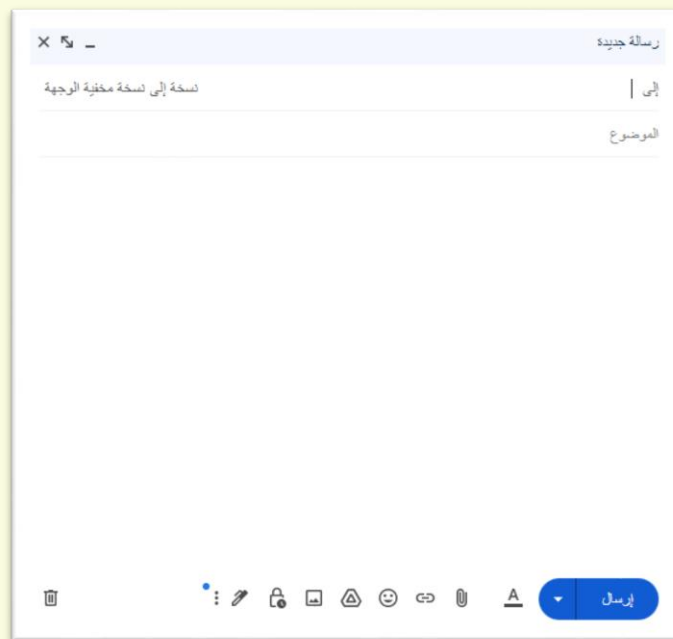 رسالة جديدة
إلى نسخة إلى نسخة مخفية الوجهة
الموضوع
إرسال